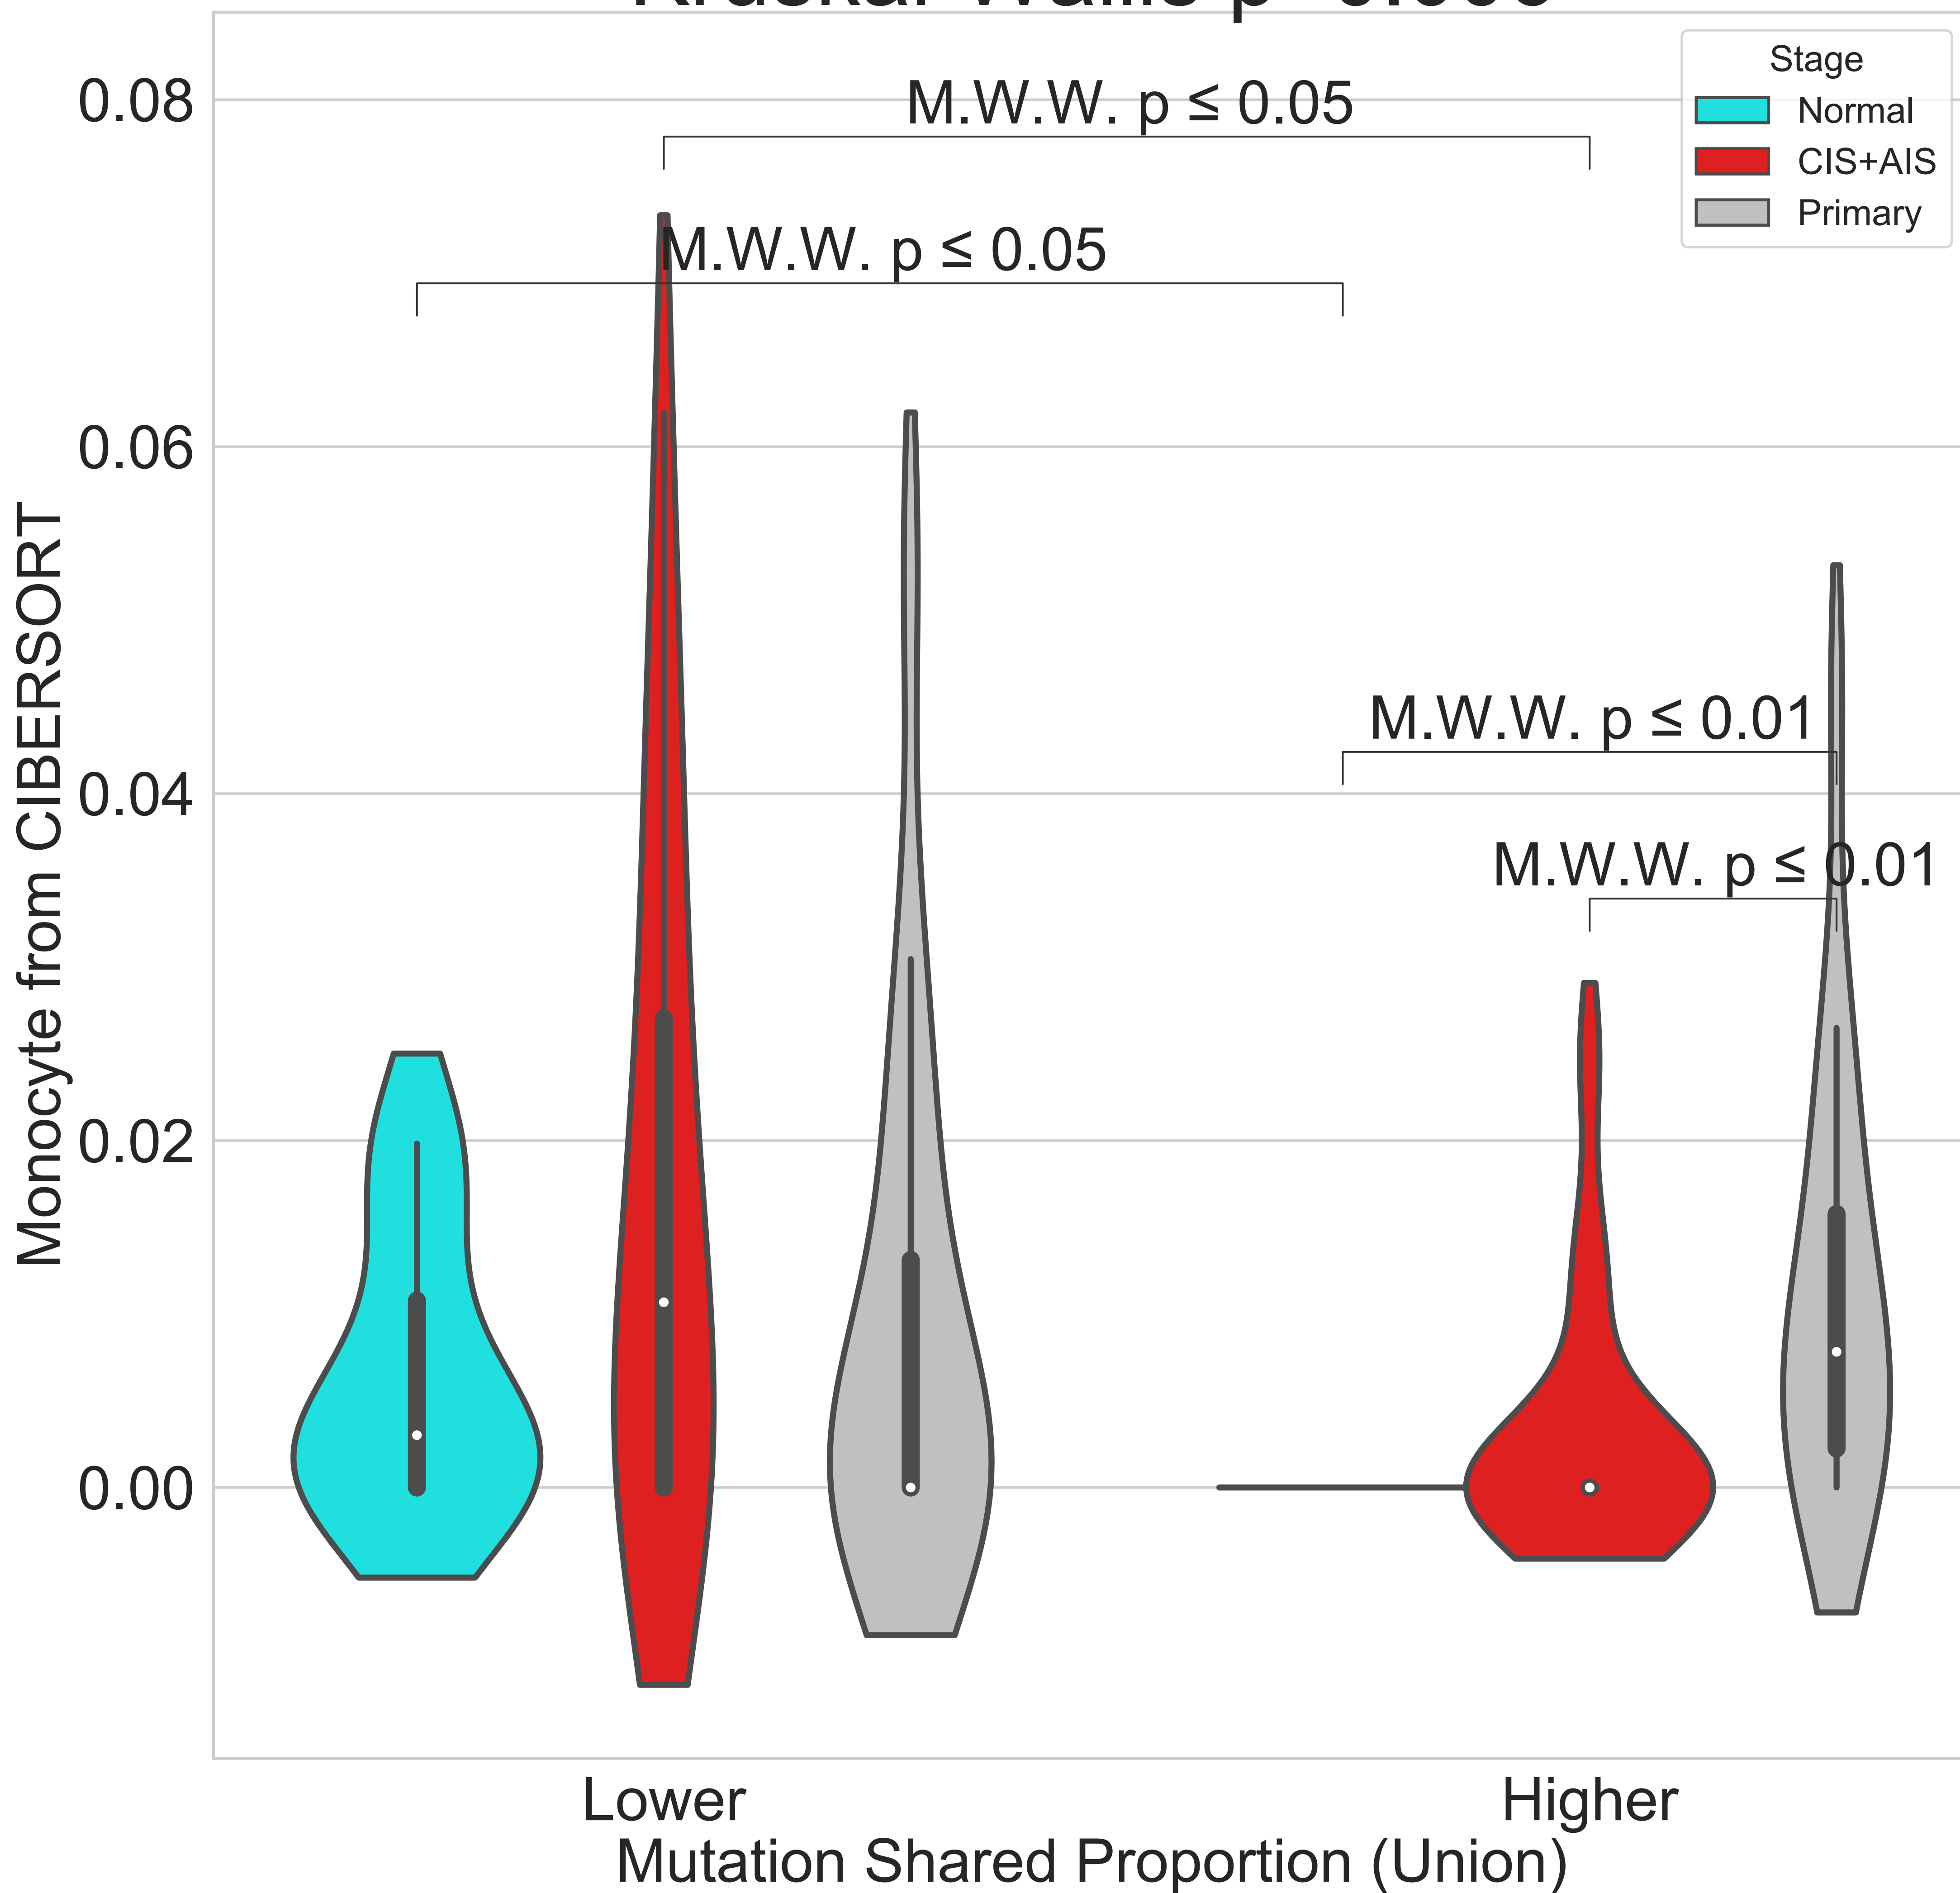 Stage
Normal
CIS+AIS
Primary
M.W.W. p ≤ 0.05
M.W.W. p ≤ 0.05
M.W.W. p ≤ 0.01
M.W.W. p ≤ 0.01
0.08
0.06
0.04
0.02
0.00
Monocyte from CIBERSORT
Lower
Higher
Mutation Shared Proportion (Union)